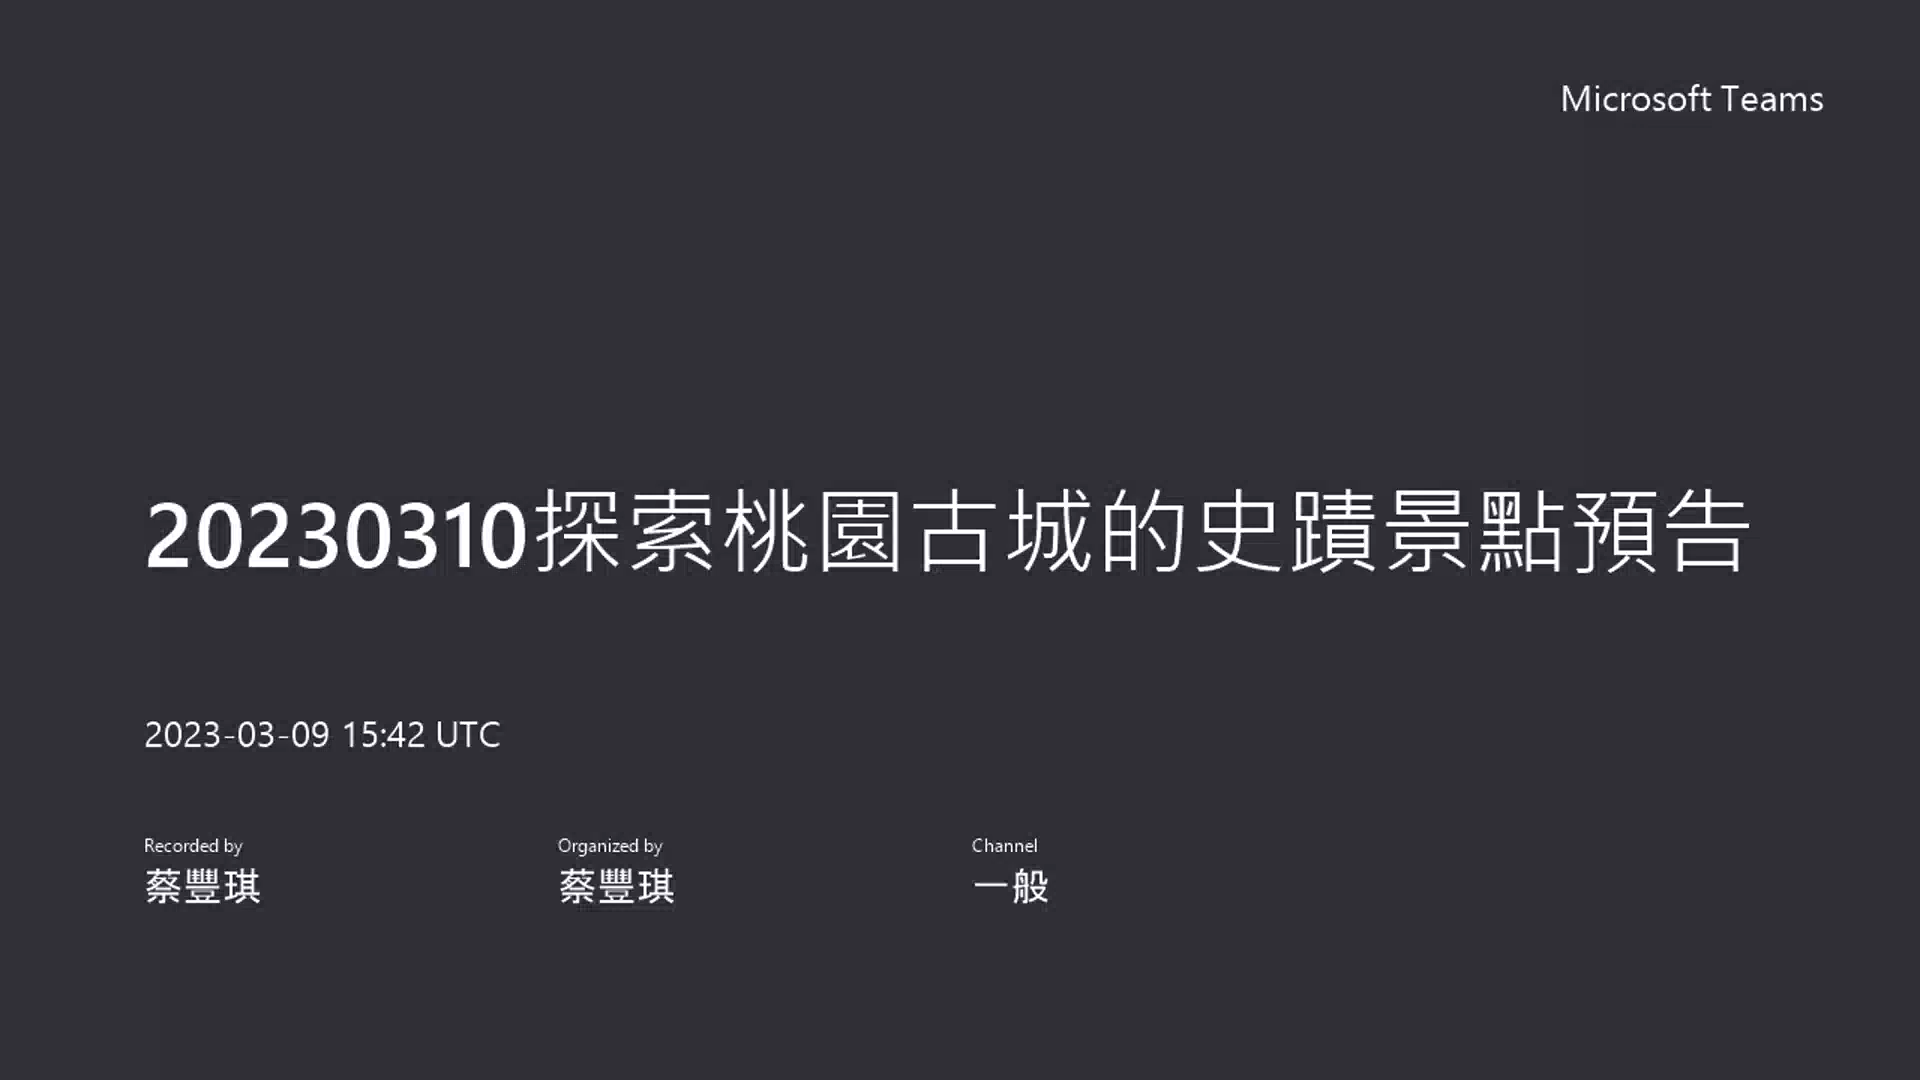 Microsoft Teams
20230310探索桃園古城的史蹟景點預告
2023-03-09 15:42 UTC
Recorded by
蔡豐琪
Organized by
蔡豐琪
Channel
一般